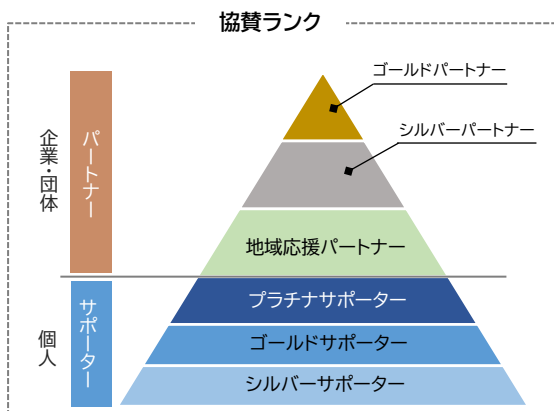 協賛ランク
ゴールドパートナー
シルバーパートナー
企業・団体
パートナー
地域応援パートナー
個人
サポーター
プラチナサポーター
ゴールドサポーター
シルバーサポーター